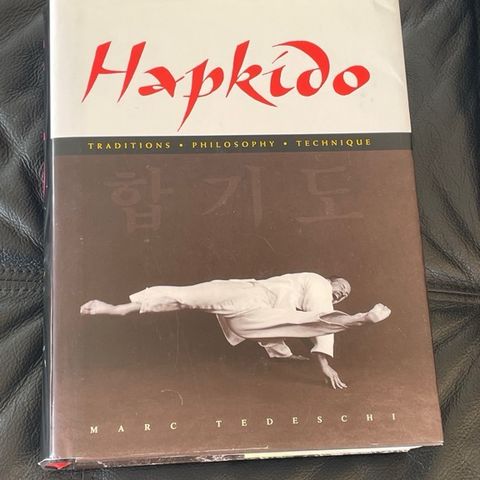 Hapkido
TRADITIONS • PHILOSOPHY • TECHNIQUE
합기도
MARC TEDESCHI